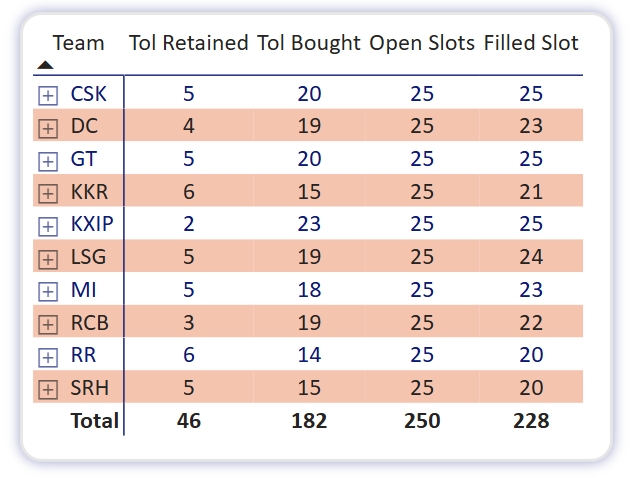 Team Tol Retained Tol Bought Open Slots Filled Slot
CSK 5 20 25 25
DC 4 19 25 23
GT 5 20 25 25
KKR 6 15 25 21
KXIP 2 23 25 25
LSG 5 19 25 24
MI 5 18 25 23
RCB 3 19 25 22
RR 6 14 25 20
SRH 5 15 25 20
Total 46 182 250 228